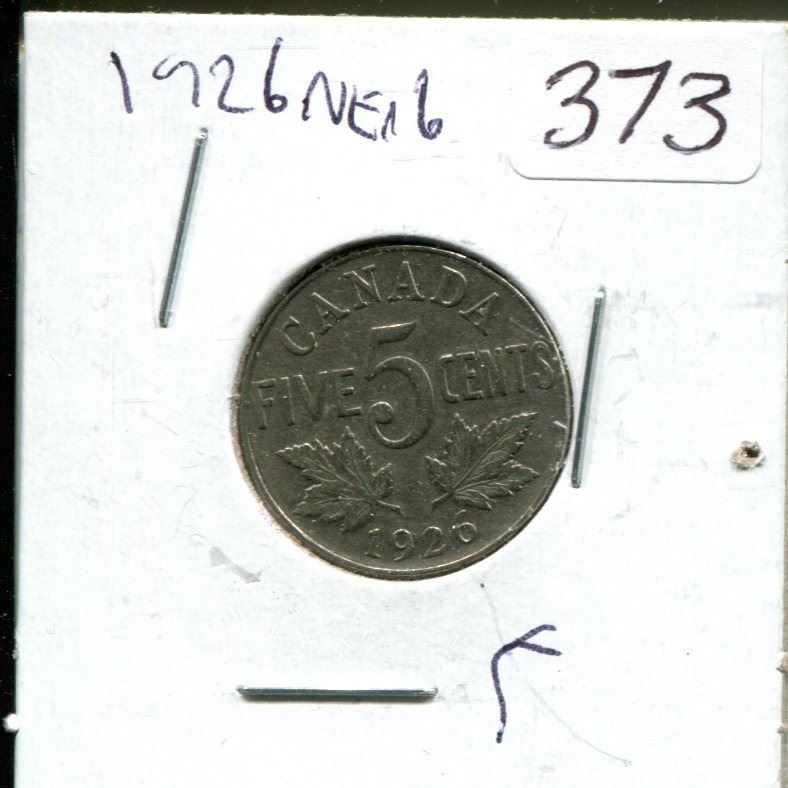 1926 NEAR 6
373
CANADA
FIVE 5 CENTS
1926
F